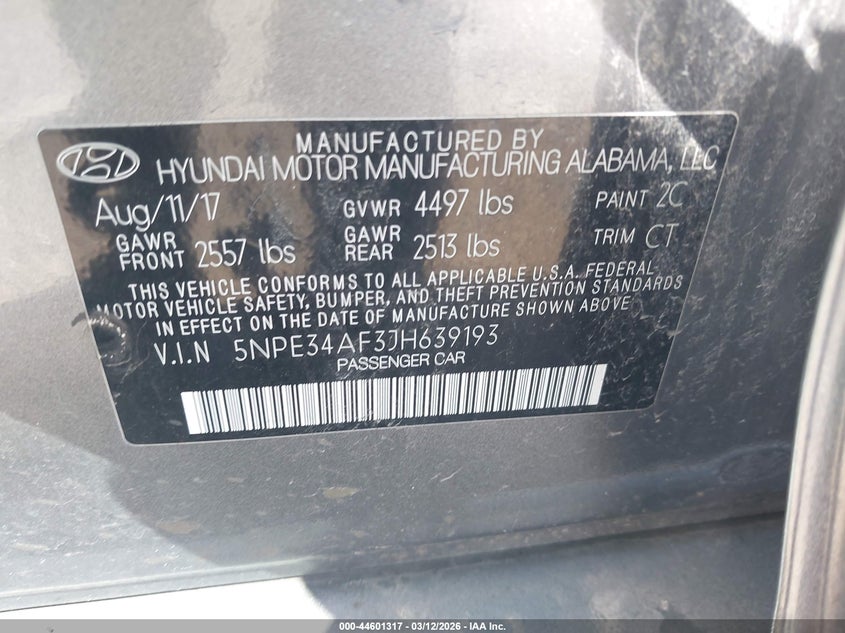 MANUFACTURED BY
HYUNDAI MOTOR MANUFACTURING ALABAMA, LLC
Aug/11/17 GVWR 4497 lbs PAINT 2C
GAWR FRONT 2557 lbs GAWR REAR 2513 lbs TRIM CT
THIS VEHICLE CONFORMS TO ALL APPLICABLE U.S.A. FEDERAL
MOTOR VEHICLE SAFETY, BUMPER, AND THEFT PREVENTION STANDARDS
IN EFFECT ON THE DATE OF MANUFACTURE SHOWN ABOVE
V.I.N 5NPE34AF3JH639193
PASSENGER CAR
000-44601317 - 03/12/2026 - IAA Inc.